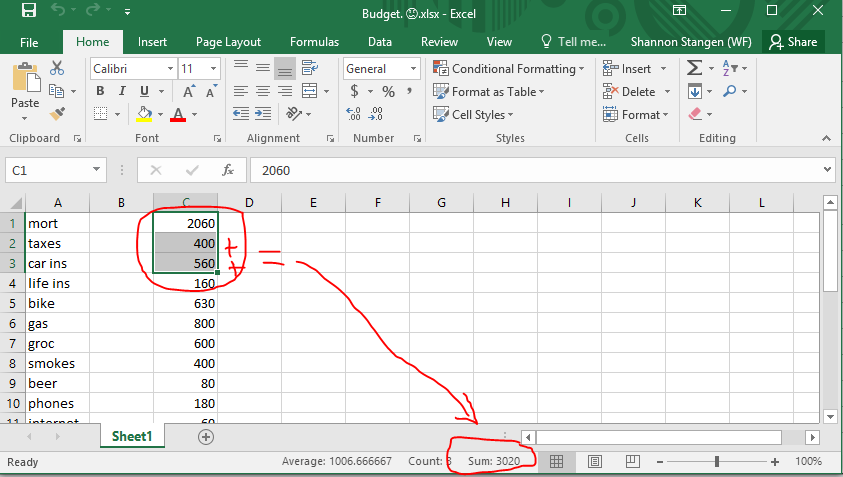 Budget. ☹.xlsx - Excel
File Home Insert Page Layout Formulas Data Review View Tell me... Shannon Stangen (WF) Share
Calibri 11 General Conditional Formatting Insert
Paste B I U A A $ % , Format as Table Delete
A Cell Styles Format
Clipboard Font Alignment Number Styles Cells Editing
C1 fx 2060
A B C D E F G H I J K L
1 mort 2060
2 taxes 400 +
3 car ins 560 + =
4 life ins 160
5 bike 630
6 gas 800
7 groc 600
8 smokes 400
9 beer 80
10 phones 180
11 internet 60
Sheet1
Ready Average: 1006.666667 Count: 3 Sum: 3020 100%